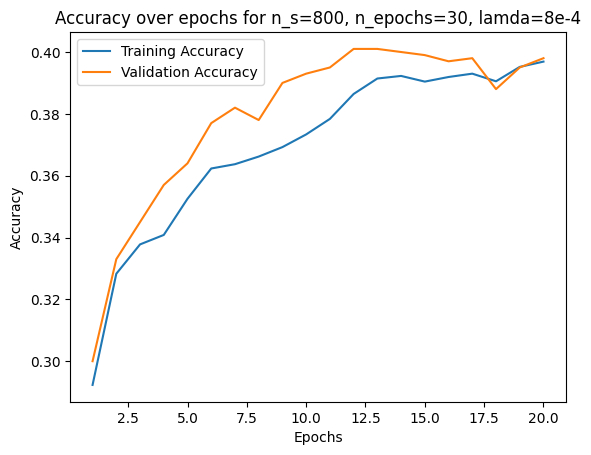 Accuracy over epochs for n_s=800, n_epochs=30, lamda=8e-4
Training Accuracy
Validation Accuracy
0.40
0.38
0.36
0.34
0.32
0.30
Accuracy
2.5 5.0 7.5 10.0 12.5 15.0 17.5 20.0
Epochs